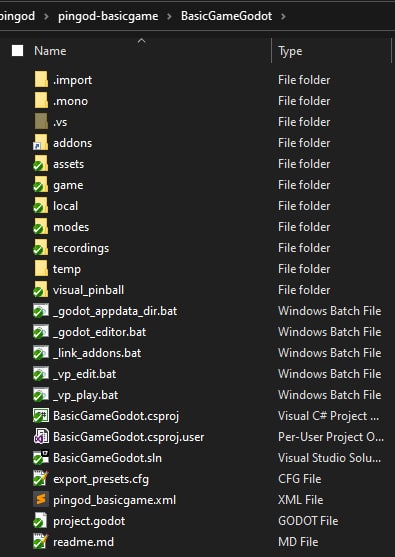 pingod > pingod-basicgame > BasicGameGodot >
Name Type
.import File folder
.mono File folder
.vs File folder
addons File folder
assets File folder
game File folder
local File folder
modes File folder
recordings File folder
temp File folder
visual_pinball File folder
_godot_appdata_dir.bat Windows Batch File
_godot_editor.bat Windows Batch File
_link_addons.bat Windows Batch File
_vp_edit.bat Windows Batch File
_vp_play.bat Windows Batch File
BasicGameGodot.csproj Visual C# Project ...
BasicGameGodot.csproj.user Per-User Project O...
BasicGameGodot.sln Visual Studio Solu...
export_presets.cfg CFG File
pingod_basicgame.xml XML File
project.godot GODOT File
readme.md MD File